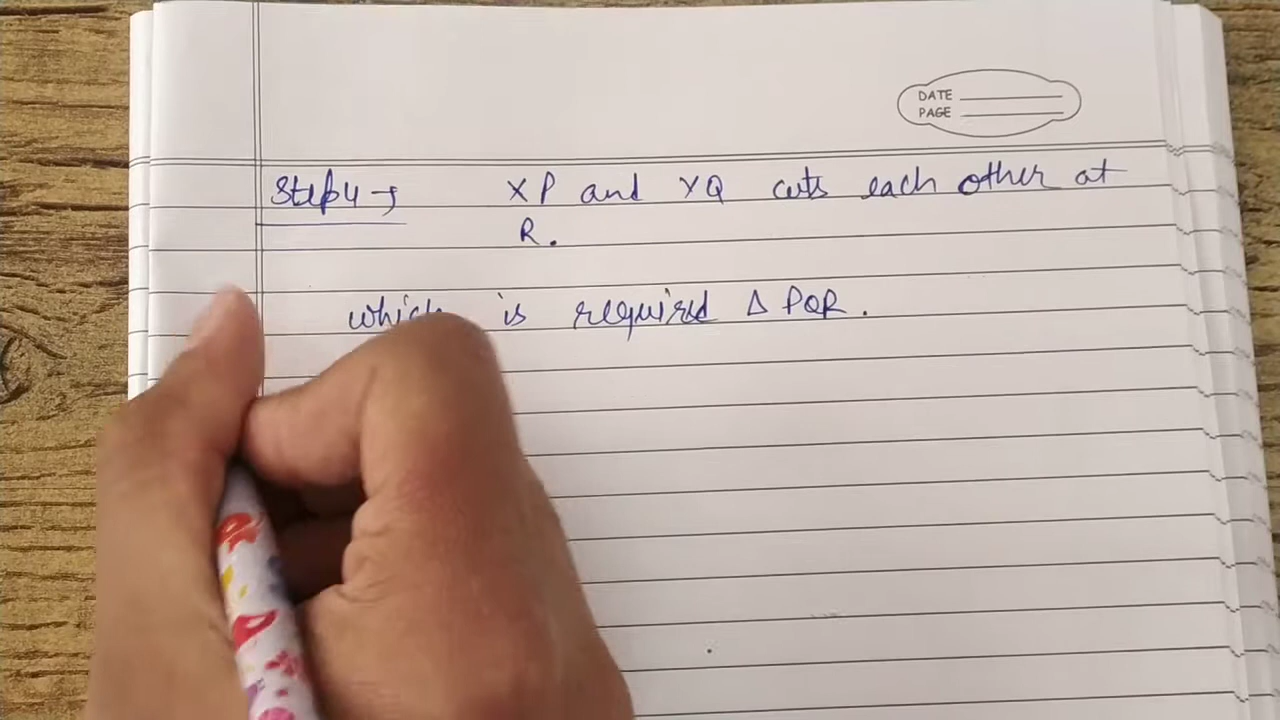 DATE
PAGE
Step4→ XP and YQ cuts each other at
R.
which is required Δ PQR.